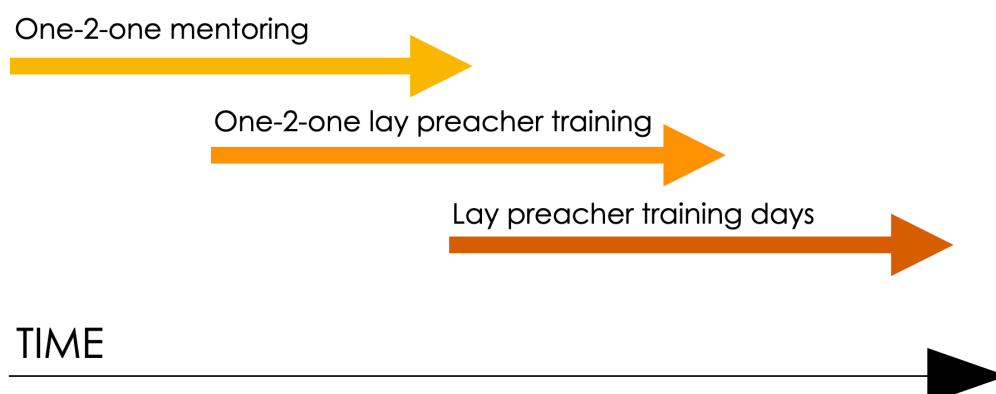 One-2-one mentoring
One-2-one lay preacher training
Lay preacher training days
TIME